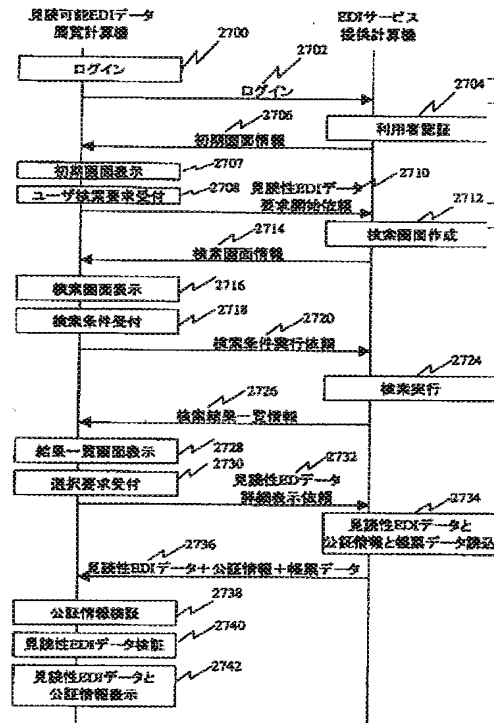 見読可能EDIデータ
閲覧計算機
EDIサービス
提供計算機
2700
ログイン
2702
ログイン
2704
利用者認証
2706
初期画面情報
2707
初期画面表示
2708
ユーザ検索要求受付
2710
見読性EDIデータ
要求開始依頼
2712
検索画面作成
2714
検索画面情報
2716
検索画面表示
2718
検索条件受付
2720
検索条件発行依頼
2724
検索実行
2726
検索結果一覧情報
2728
結果一覧画面表示
2730
選択要求受付
2732
見読性EDデータ
詳細表示依頼
2734
見読性EDIデータと
公証情報と帳票データ読込
2736
見読性EDIデータ+公証情報+帳票データ
2738
公証情報検証
2740
見読性EDIデータ検証
2742
見読性EDIデータと
公証情報表示